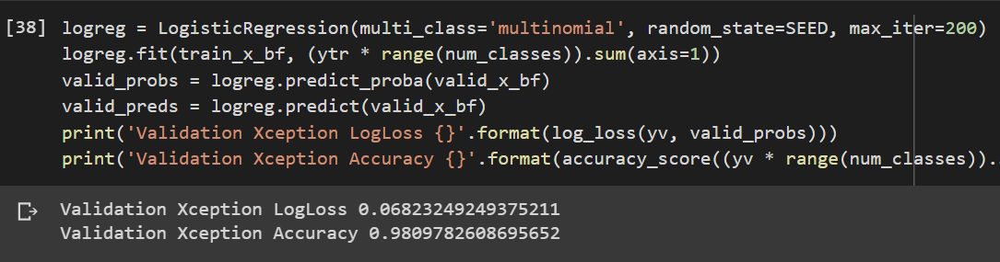 [38] logreg = LogisticRegression(multi_class='multinomial', random_state=SEED, max_iter=200)
logreg.fit(train_x_bf, (ytr * range(num_classes)).sum(axis=1))
valid_probs = logreg.predict_proba(valid_x_bf)
valid_preds = logreg.predict(valid_x_bf)
print('Validation Xception LogLoss {}'.format(log_loss(yv, valid_probs)))
print('Validation Xception Accuracy {}'.format(accuracy_score((yv * range(num_classes)).
Validation Xception LogLoss 0.06823249249375211
Validation Xception Accuracy 0.9809782608695652